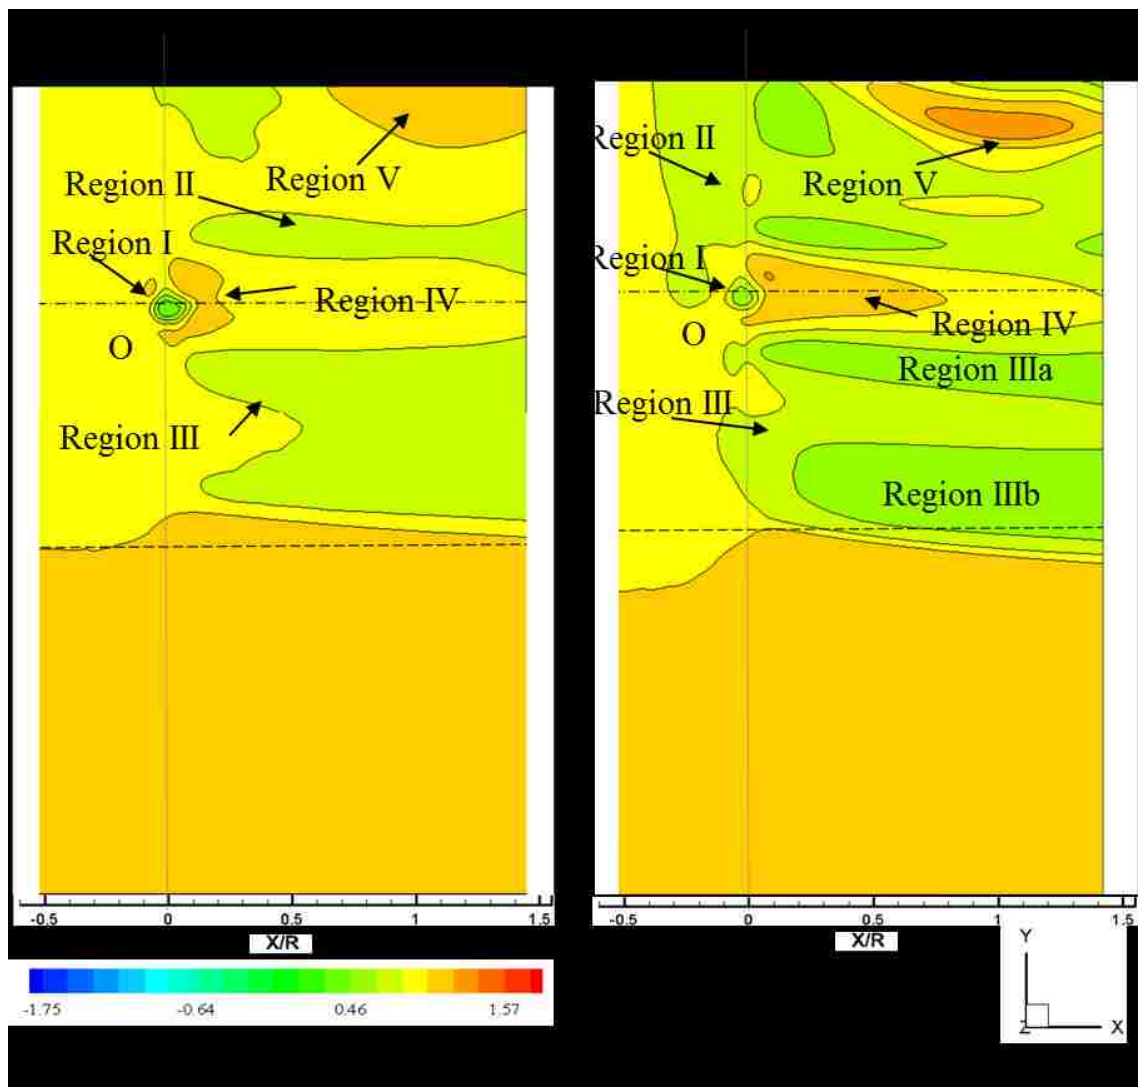 Region II
Region V
Region I
Region IV
O
Region III
-0.5 0 0.5 1 1.5
X/R
-1.75 -0.64 0.46 1.57
Region II
Region V
Region I
Region IV
O
Region IIIa
Region III
Region IIIb
-0.5 0 0.5 1 1.5
X/R
Y
Z X